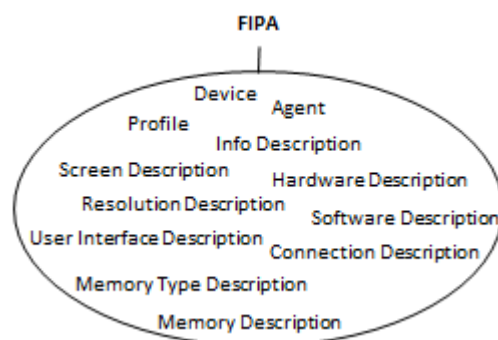 FIPA
Device
Agent
Profile
Info Description
Screen Description
Hardware Description
Resolution Description
Software Description
User Interface Description
Connection Description
Memory Type Description
Memory Description